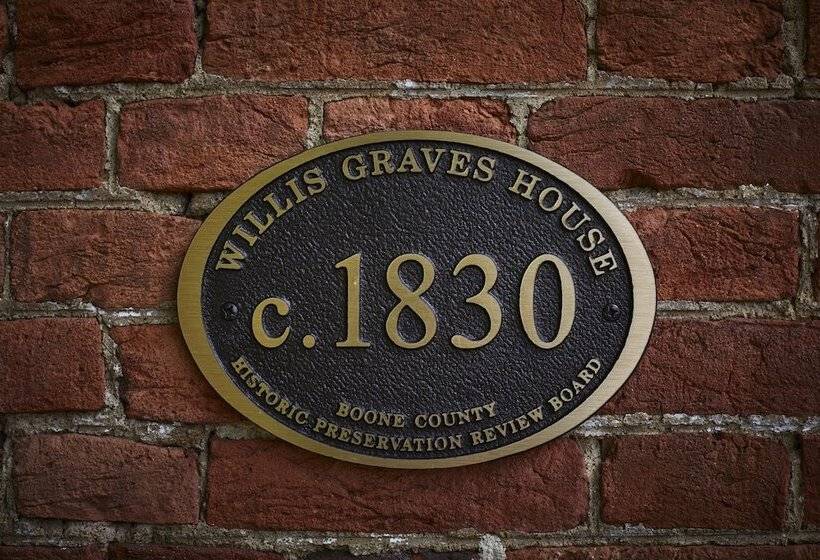 WILLIS GRAVES HOUSE
c.1830
BOONE COUNTY
HISTORIC PRESERVATION REVIEW BOARD